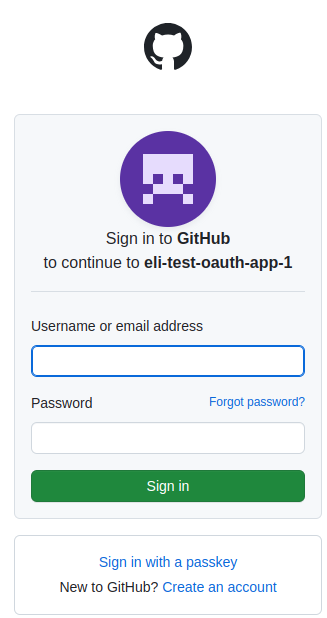 Sign in to GitHub
to continue to eli-test-oauth-app-1
Username or email address
Password Forgot password?
Sign in
Sign in with a passkey
New to GitHub? Create an account